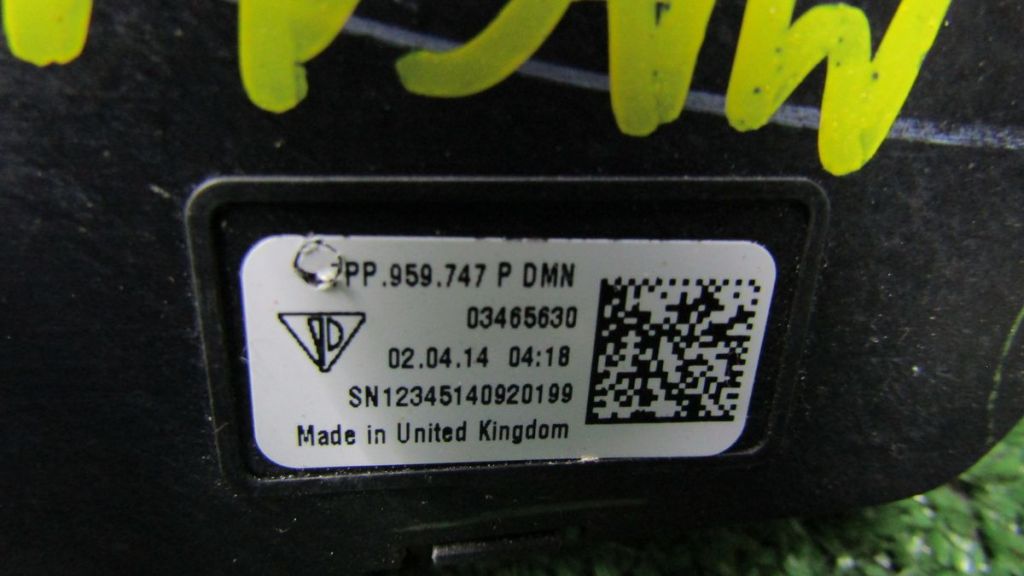 PP.959.747 P DMN
03465630
02.04.14 04:18
SN12345140920199
Made in United Kingdom